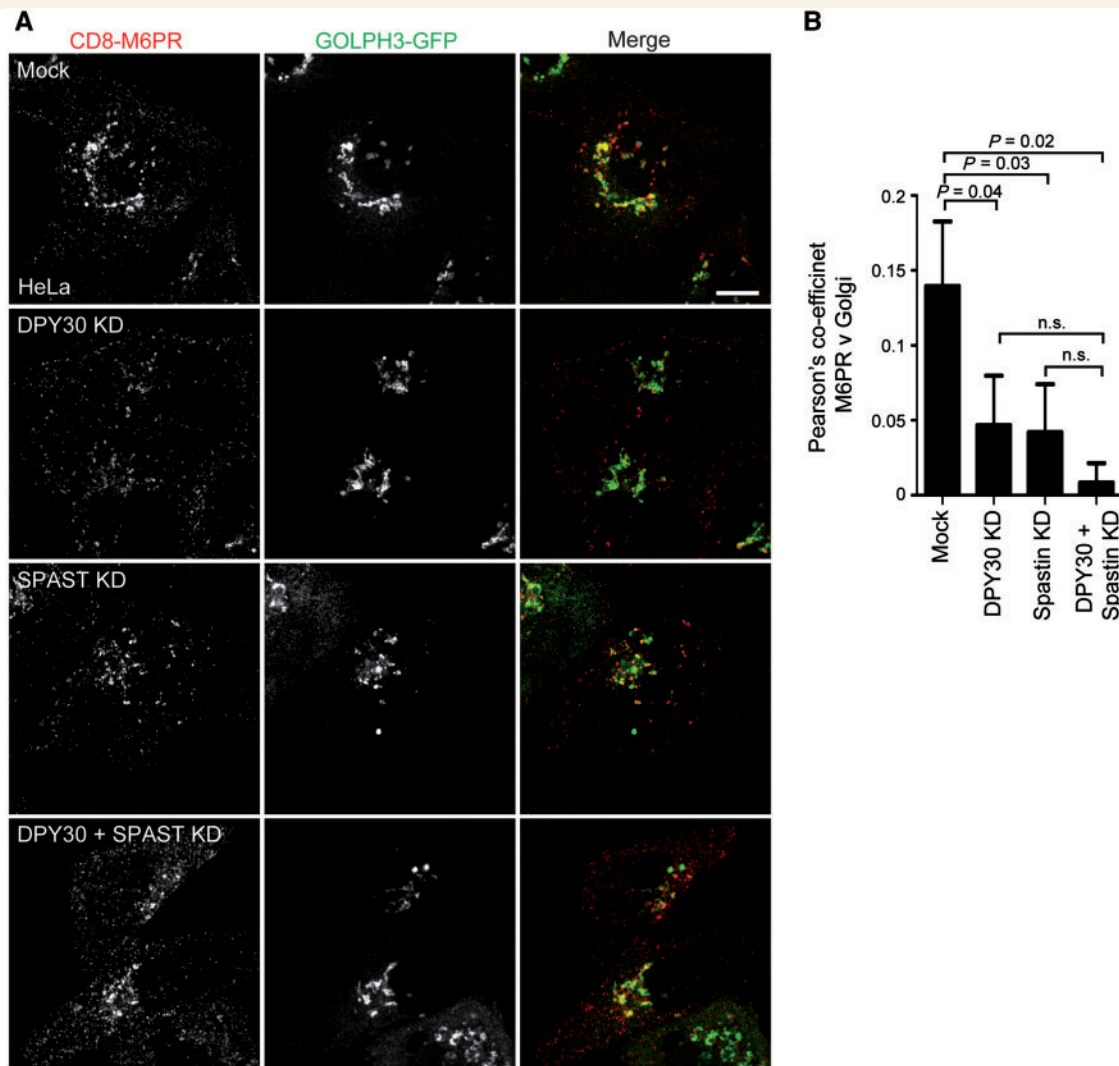 A
CD8-M6PR GOLPH3-GFP Merge
Mock
HeLa
DPY30 KD
SPAST KD
DPY30 + SPAST KD
B
P = 0.02
P = 0.03
P = 0.04
n.s.
n.s.
0.2
0.15
0.1
0.05
0
Pearson's co-efficinet
M6PR v Golgi
Mock
DPY30 KD
Spastin KD
DPY30 +
Spastin KD